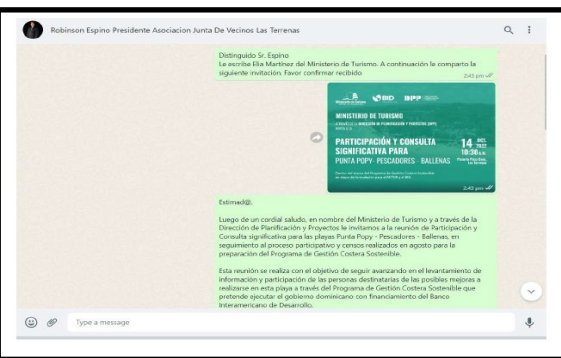 Robinson Espino Presidente Asociacion Junta De Vecinos Las Terrenas
Distinguido Sr. Espino
Le escribe Elia Martínez del Ministerio de Turismo. A continuación le comparto la
siguiente invitación. Favor confirmar recibido
2:43 pm
BID
MINISTERIO DE TURISMO
PARTICIPACIÓN Y CONSULTA
SIGNIFICATIVA PARA
PUNTA POPY- PESCADORES - BALLENAS
14 DIC.
2022
10:30 a.m.
2:43 pm
Estimad@,
Luego de un cordial saludo, en nombre del Ministerio de Turismo y a través de la
Dirección de Planificación y Proyectos le invitamos a la reunión de Participación y
Consulta significativa para las playas Punta Popy - Pescadores - Ballenas, en
seguimiento al proceso participativo y censos realizados en agosto para la
preparación del Programa de Gestión Costera Sostenible.
Esta reunión se realiza con el objetivo de seguir avanzando en el levantamiento de
información y participación de las personas destinatarias de las posibles mejoras a
realizarse en esta playa a través del Programa de Gestión Costera Sostenible que
pretende ejecutar el gobierno dominicano con financiamiento del Banco
Interamericano de Desarrollo.
Type a message